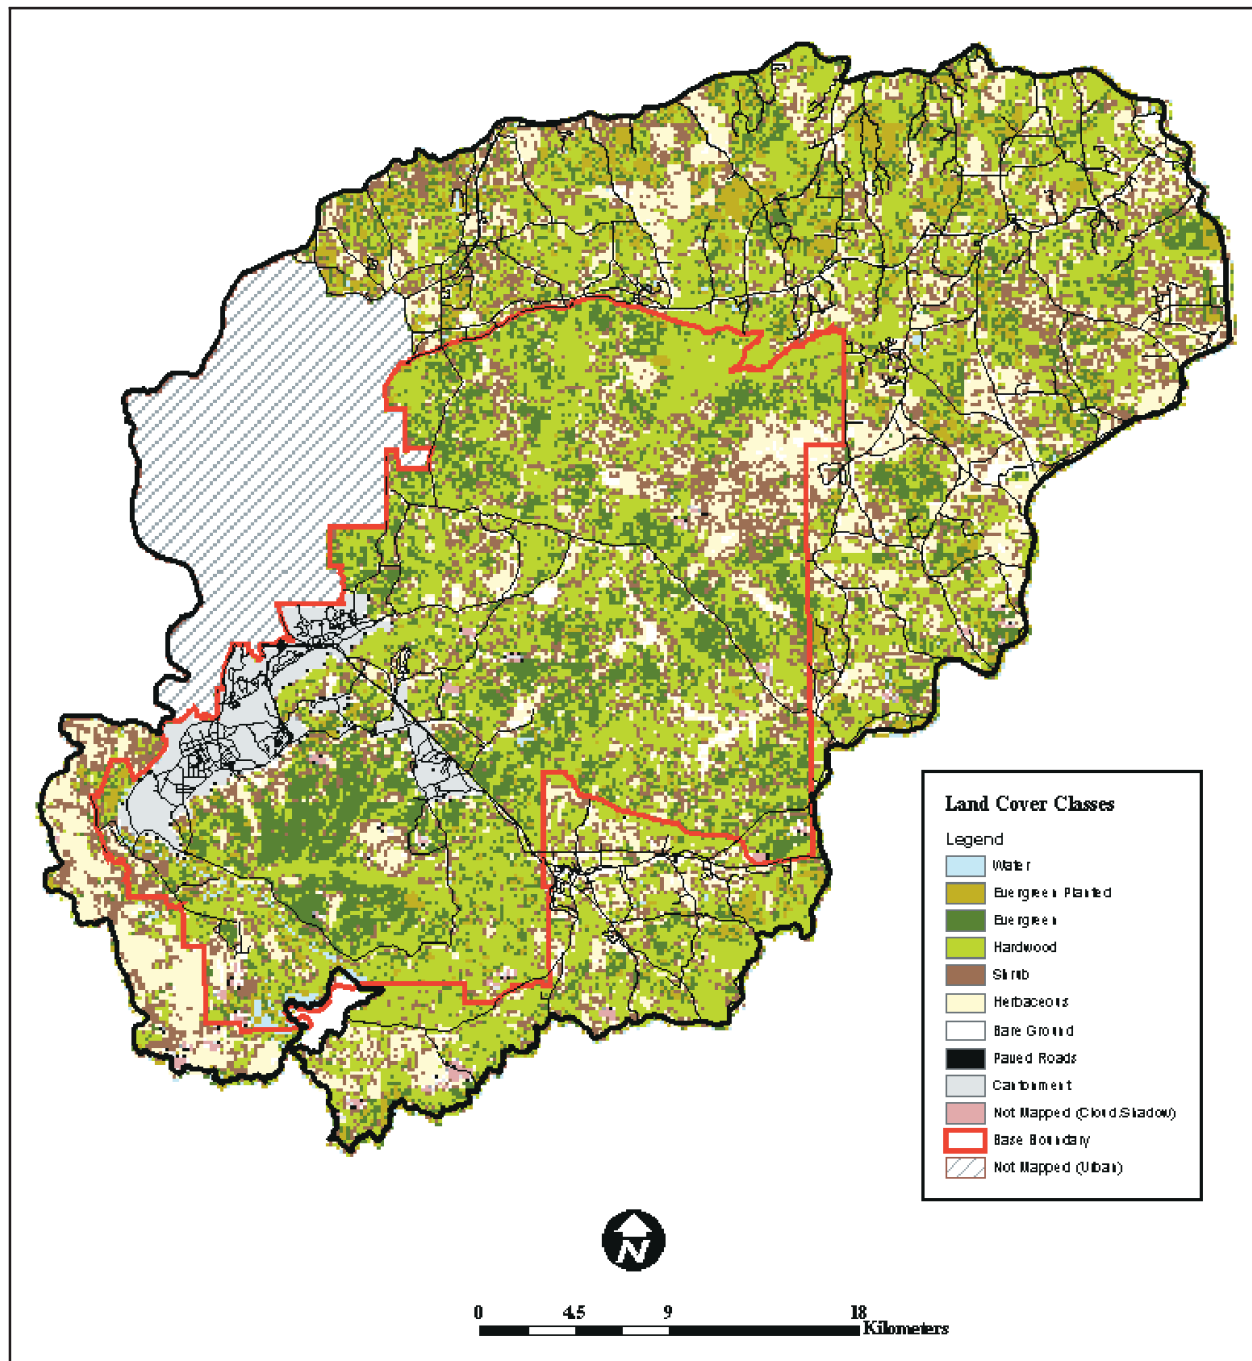 Land Cover Classes
Legend
Water
Evergreen Planted
Evergreen
Hardwood
Shrub
Herbaceous
Bare Ground
Paved Roads
Cantonment
Not Mapped (Cloud,Shadow)
Base Boundary
Not Mapped (Urban)
N
0 4.5 9 18
Kilometers